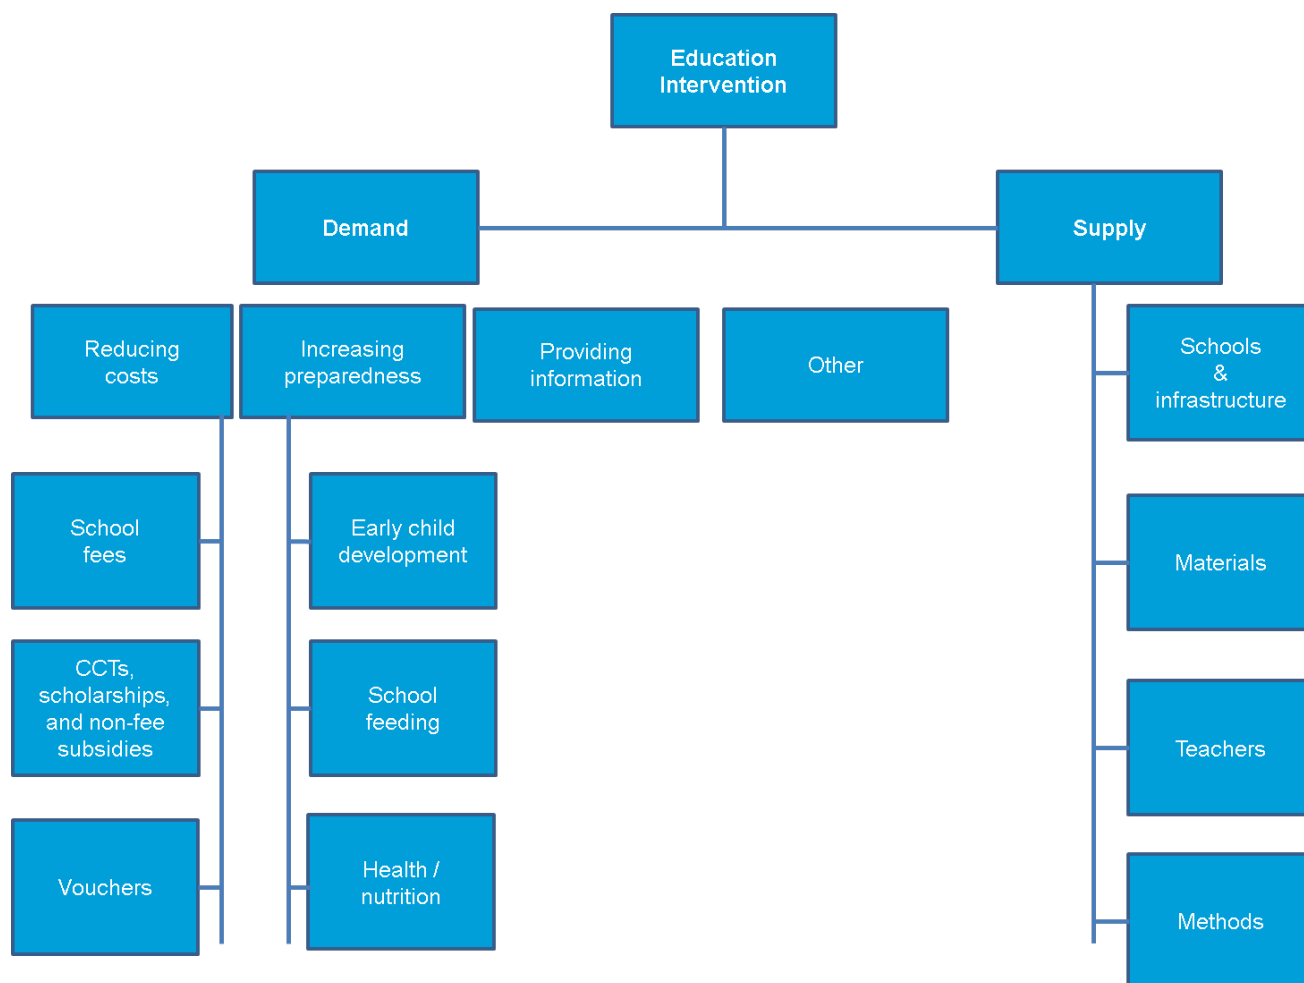 Education
Intervention
Demand
Supply
Reducing
costs
Increasing
preparedness
Providing
information
Other
Schools
&
infrastructure
School
fees
Early child
development
Materials
CCTs,
scholarships,
and non-fee
subsidies
School
feeding
Teachers
Vouchers
Health /
nutrition
Methods